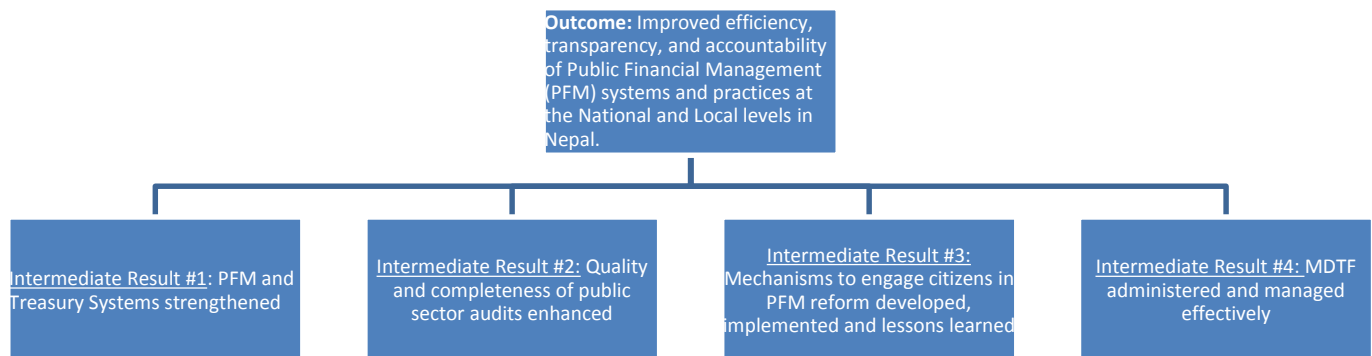 Outcome: Improved efficiency,
transparency, and accountability
of Public Financial Management
(PFM) systems and practices at
the National and Local levels in
Nepal.
Intermediate Result #1: PFM and
Treasury Systems strengthened
Intermediate Result #2: Quality
and completeness of public
sector audits enhanced
Intermediate Result #3:
Mechanisms to engage citizens in
PFM reform developed,
implemented and lessons learned
Intermediate Result #4: MDTF
administered and managed
effectively